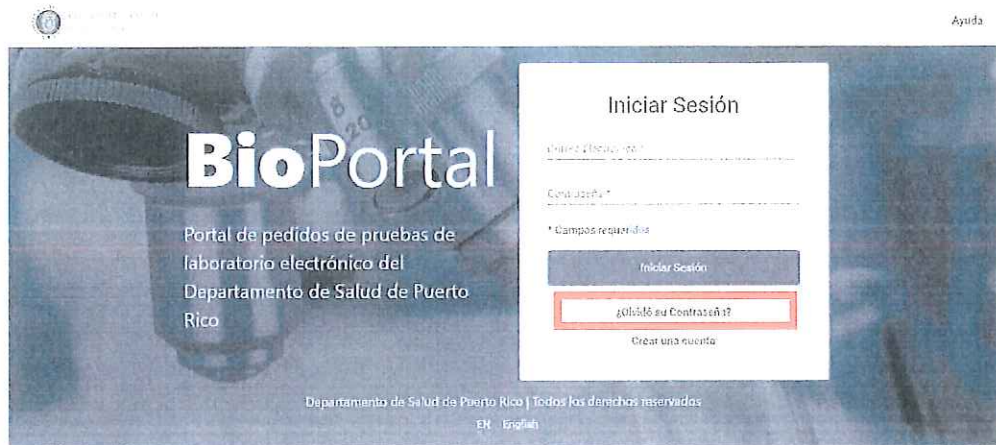 Ayuda
Iniciar Sesión
BioPortal
Contraseña *
Portal de pedidos de pruebas de
laboratorio electrónico del
Departamento de Salud de Puerto
Rico
* Campos requeridos
Iniciar Sesión
¿Olvidó su Contraseña?
Crear una cuenta
Departamento de Salud de Puerto Rico | Todos los derechos reservados
EN English